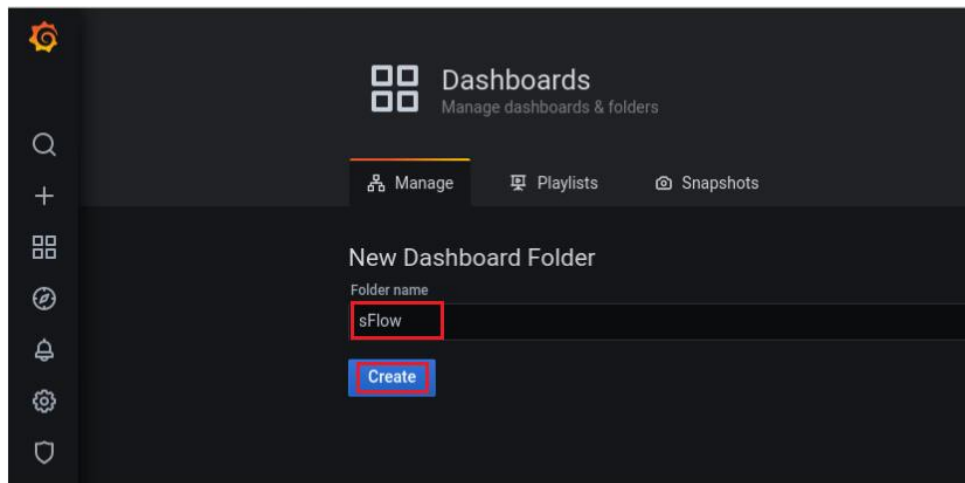 Dashboards
Manage dashboards & folders
Manage Playlists Snapshots
New Dashboard Folder
Folder name
sFlow
Create